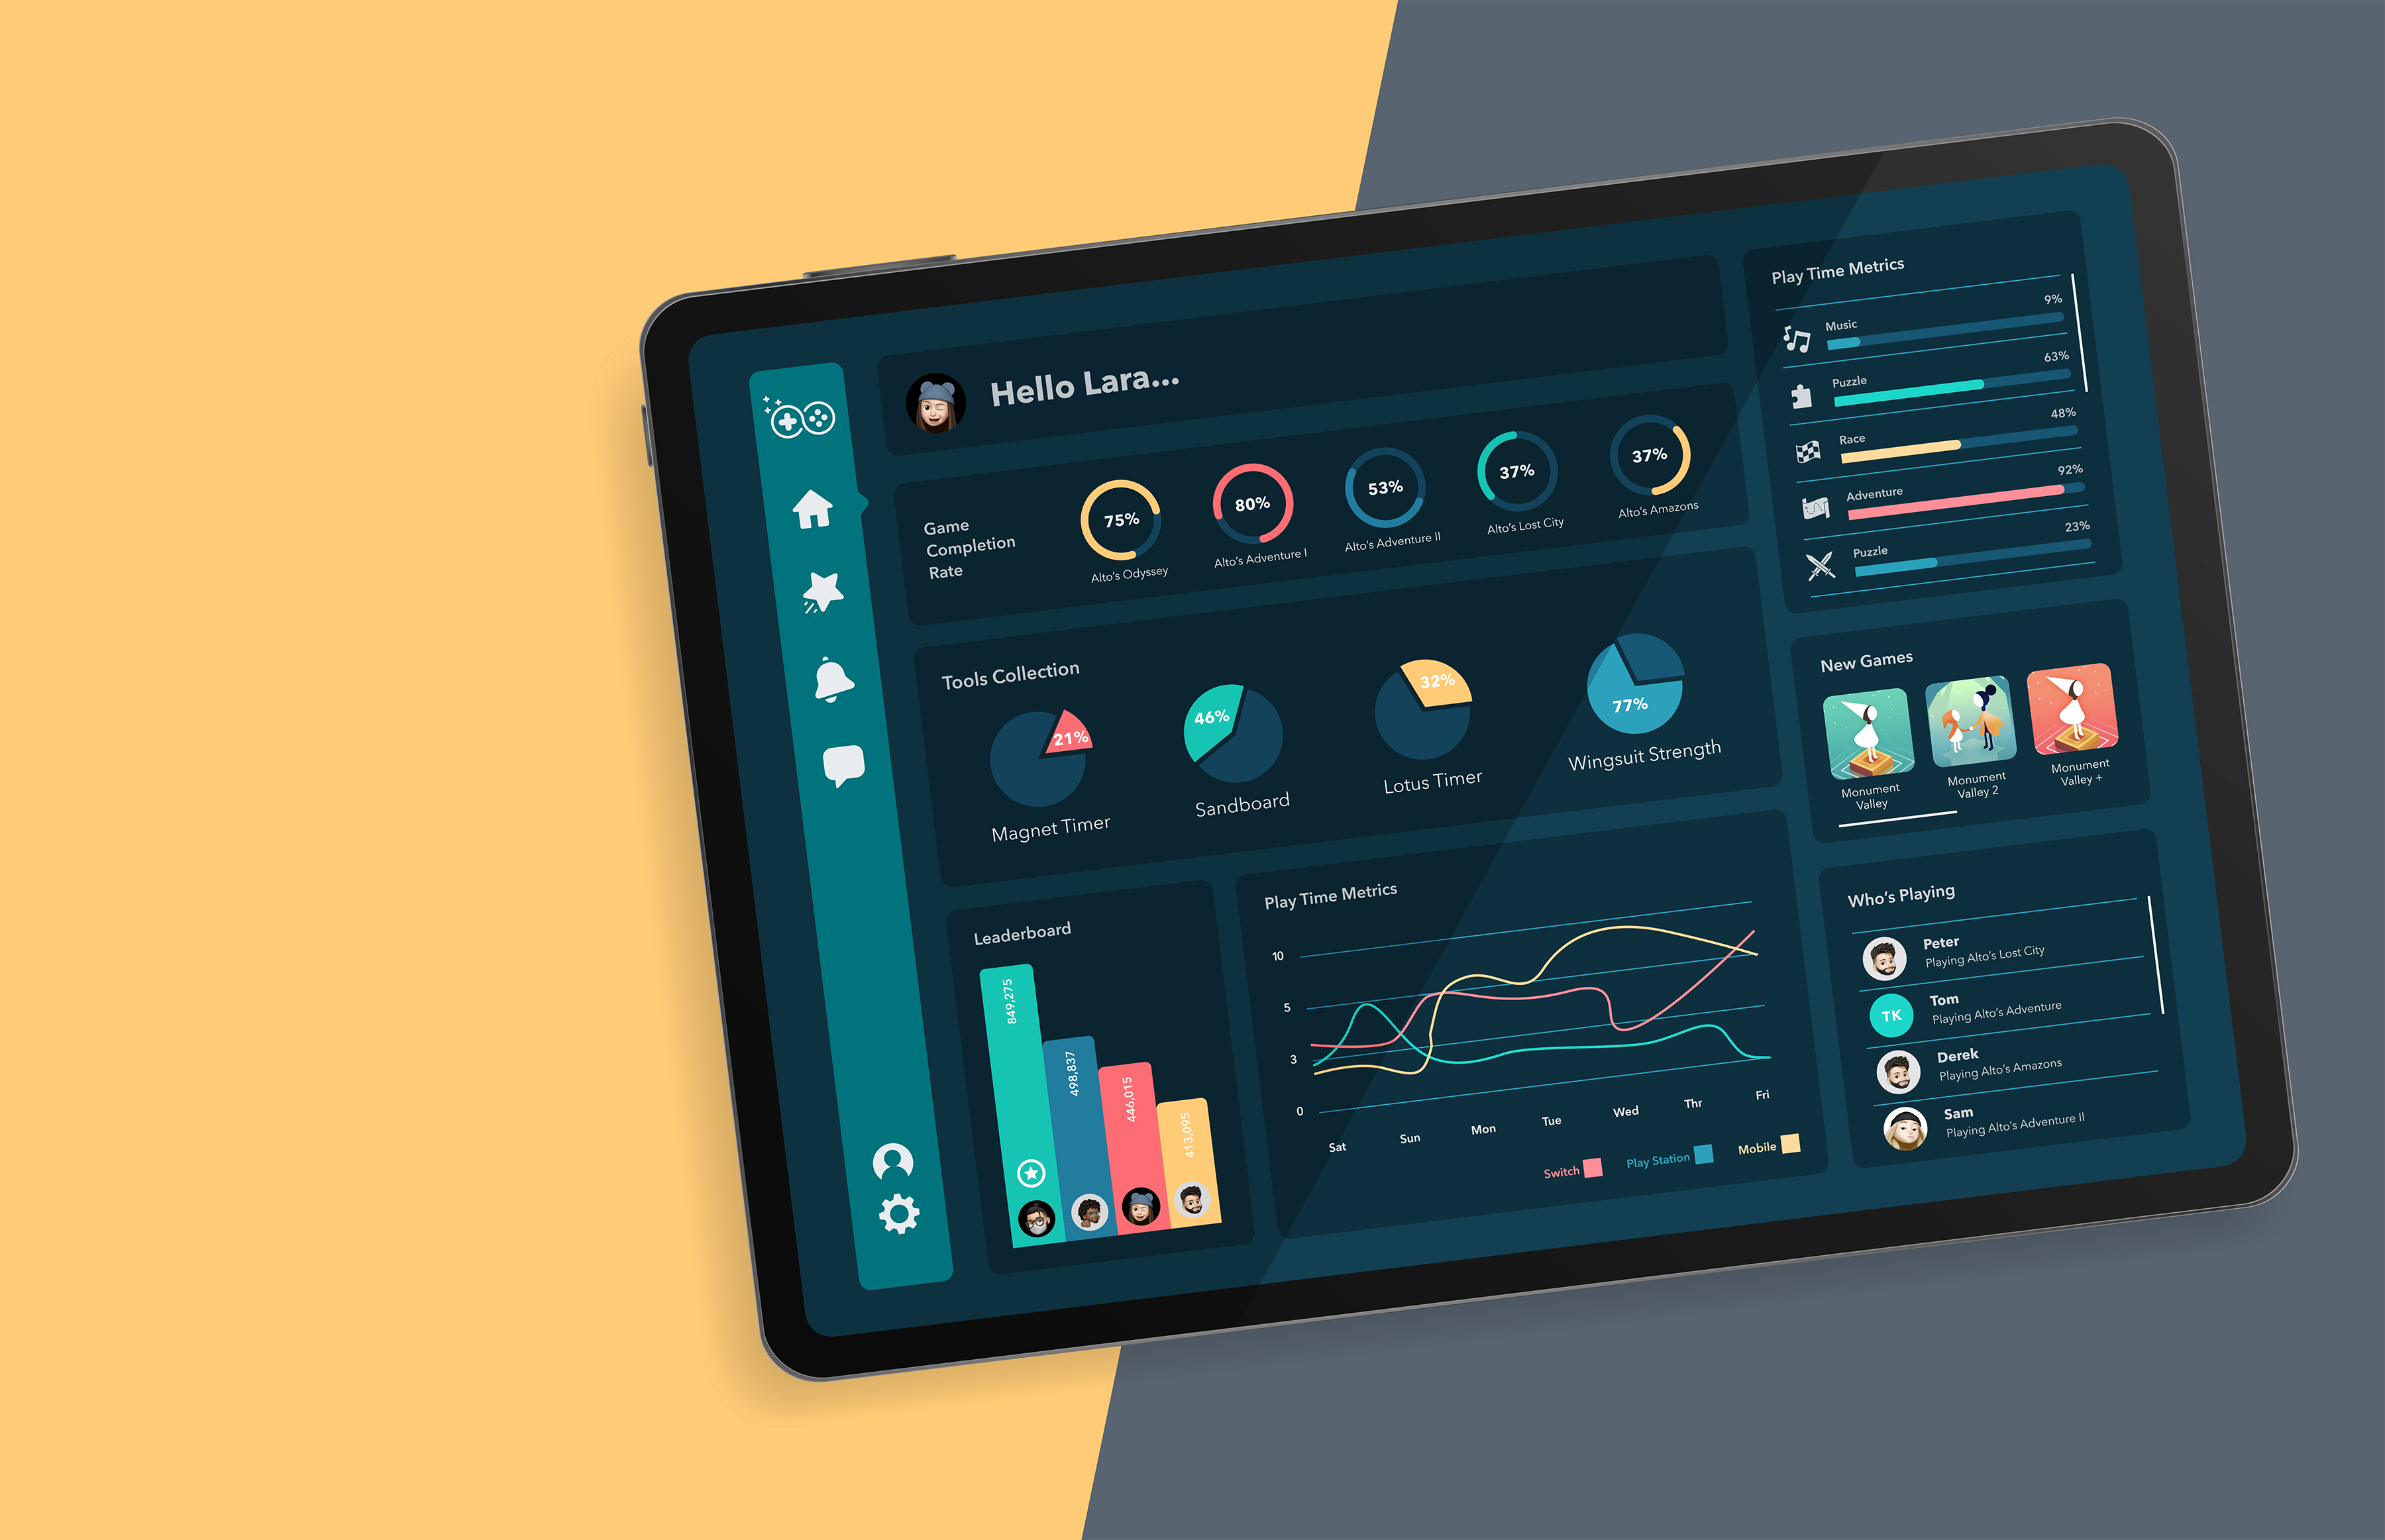 Hello Lara...
Game
Completion
Rate
75%
Alto's Odyssey
80%
Alto's Adventure I
53%
Alto's Adventure II
37%
Alto's Lost City
37%
Alto's Amazons
Tools Collection
21%
Magnet Timer
46%
Sandboard
32%
Lotus Timer
77%
Wingsuit Strength
Leaderboard
849,275
498,837
446,015
413,095
Play Time Metrics
10
5
3
0
Sat Sun Mon Tue Wed Thr Fri
Switch Play Station Mobile
Play Time Metrics
Music 9%
Puzzle 63%
Race 48%
Adventure 92%
Puzzle 23%
New Games
Monument
Valley
Monument
Valley 2
Monument
Valley +
Who's Playing
Peter
Playing Alto's Lost City
TK
Tom
Playing Alto's Adventure
Derek
Playing Alto's Amazons
Sam
Playing Alto's Adventure II